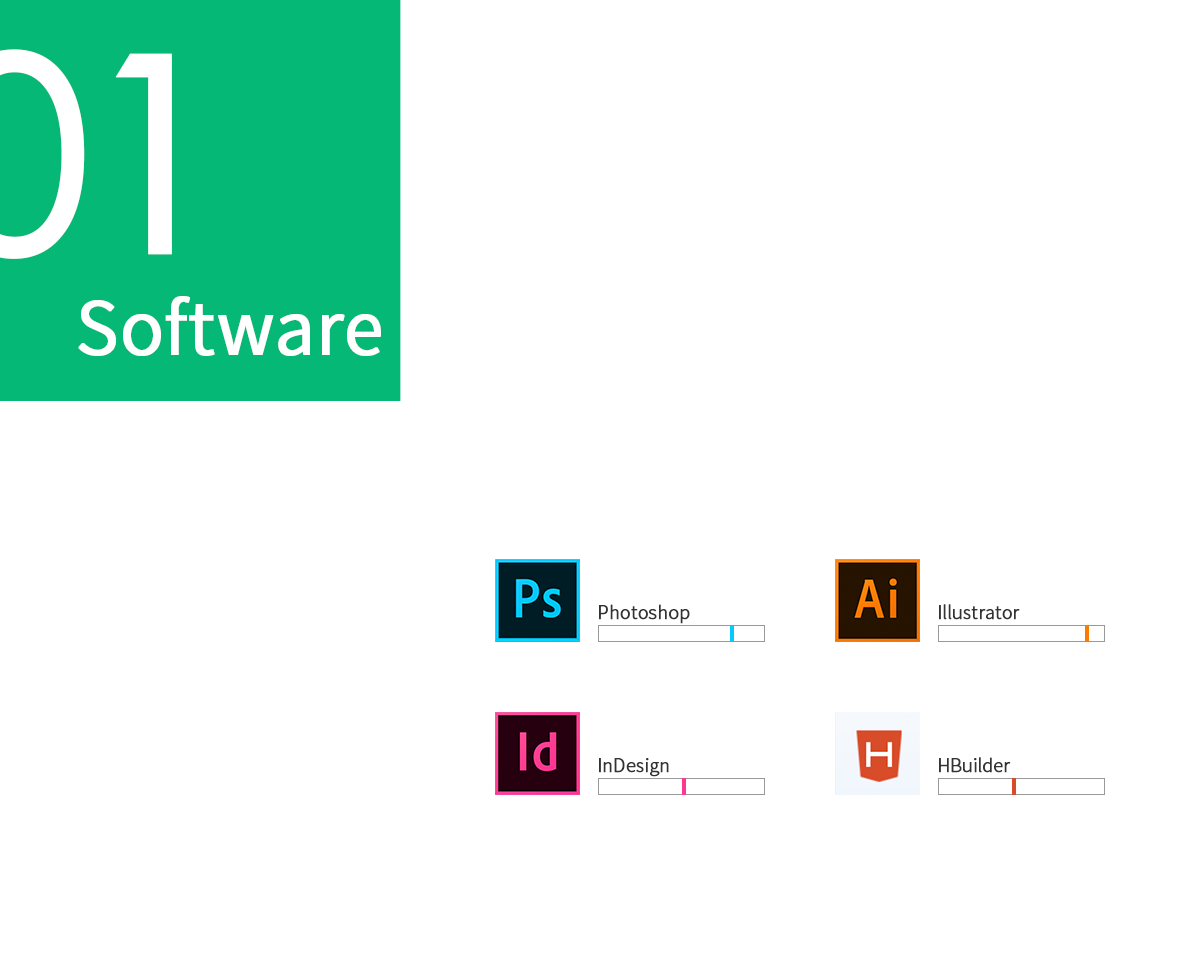 01
Software
Ps
Photoshop
Ai
Illustrator
Id
InDesign
H
HBuilder